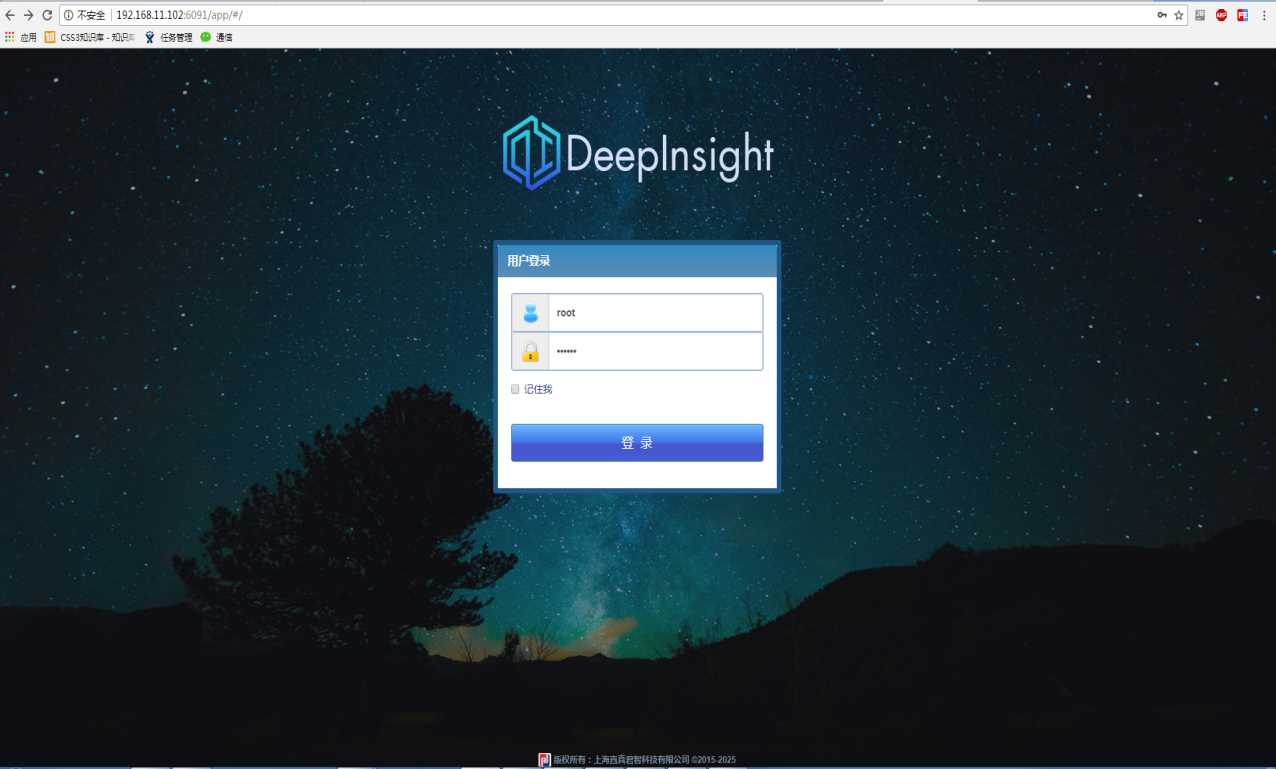 不安全 192.168.11.102:6091/app/#/
应用 CSS3知识库 - 知识库 任务管理 通信
DeepInsight
用户登录
root
••••••
记住我
登 录
版权所有：上海直真君智科技有限公司 ©2015-2025